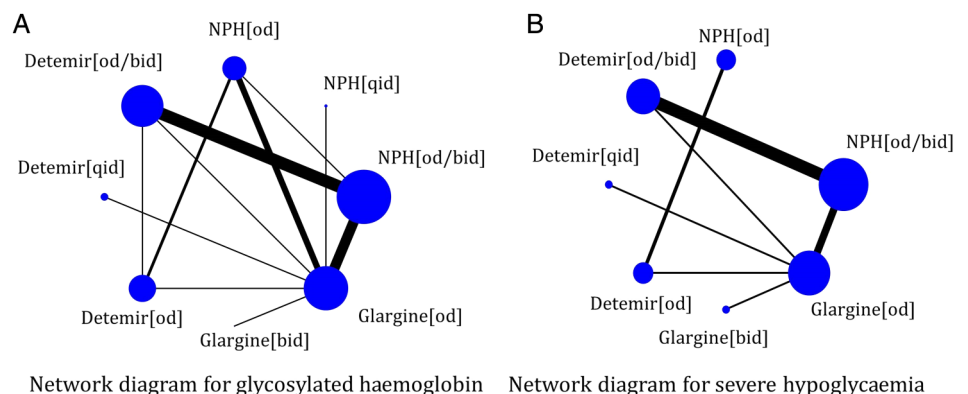 A
NPH[od]
Detemir[od/bid]
NPH[qid]
NPH[od/bid]
Detemir[qid]
Detemir[od]
Glargine[od]
Glargine[bid]
Network diagram for glycosylated haemoglobin
B
NPH[od]
Detemir[od/bid]
NPH[od/bid]
Detemir[qid]
Detemir[od]
Glargine[od]
Glargine[bid]
Network diagram for severe hypoglycaemia